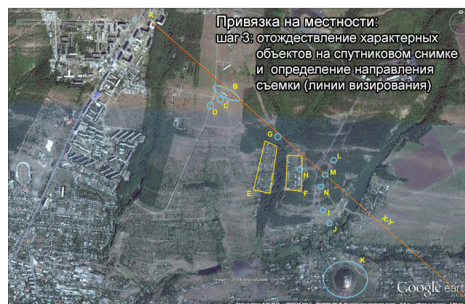 Привязка на местности:
шаг 3: отождествление характерных
объектов на спутниковом снимке
и определение направления
съемки (линии визирования)
X
B
D C
G
L
H M
E F N
I
J X-Y
K
Google earth